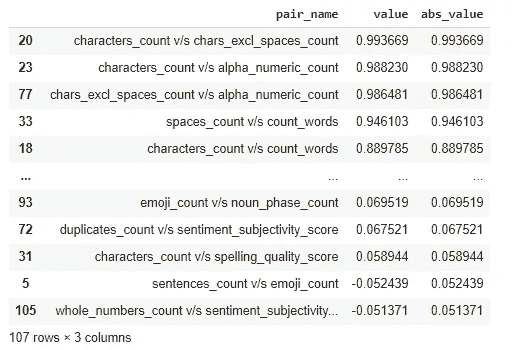 pair_name value abs_value
20 characters_count v/s chars_excl_spaces_count 0.993669 0.993669
23 characters_count v/s alpha_numeric_count 0.988230 0.988230
77 chars_excl_spaces_count v/s alpha_numeric_count 0.986481 0.986481
33 spaces_count v/s count_words 0.946103 0.946103
18 characters_count v/s count_words 0.889785 0.889785
... ... ... ...
93 emoji_count v/s noun_phase_count 0.069519 0.069519
72 duplicates_count v/s sentiment_subjectivity_score 0.067521 0.067521
31 characters_count v/s spelling_quality_score 0.058944 0.058944
5 sentences_count v/s emoji_count -0.052439 0.052439
105 whole_numbers_count v/s sentiment_subjectivity... -0.051371 0.051371
107 rows × 3 columns